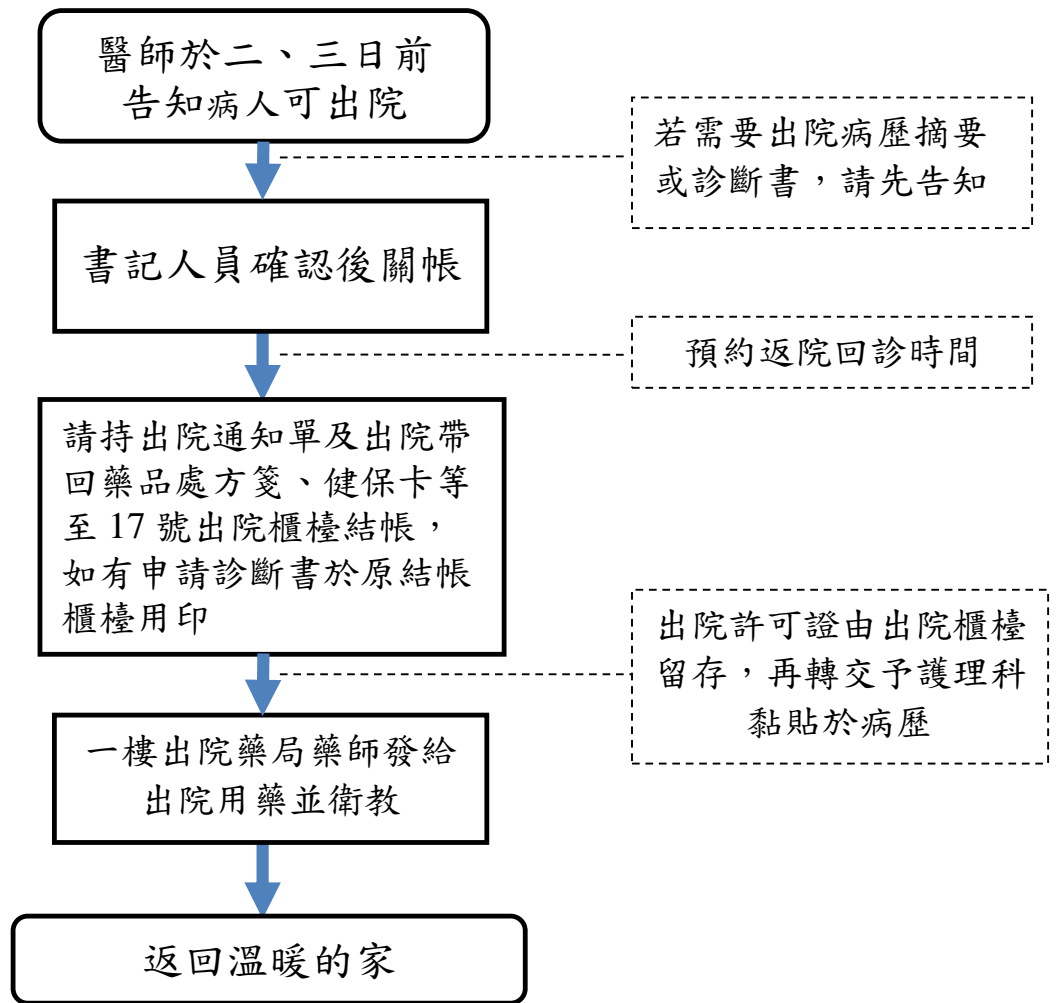 醫師於二、三日前
告知病人可出院
若需要出院病歷摘要
或診斷書，請先告知
書記人員確認後關帳
預約返院回診時間
請持出院通知單及出院帶
回藥品處方箋、健保卡等
至 17 號出院櫃檯結帳，
如有申請診斷書於原結帳
櫃檯用印
出院許可證由出院櫃檯
留存，再轉交予護理科
黏貼於病歷
一樓出院藥局藥師發給
出院用藥並衛教
返回溫暖的家